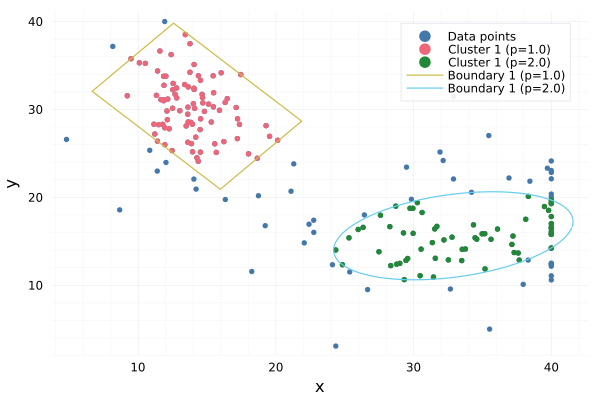 40
30
20
10
y
10
20
30
40
x
Data points
Cluster 1 (p=1.0)
Cluster 1 (p=2.0)
Boundary 1 (p=1.0)
Boundary 1 (p=2.0)